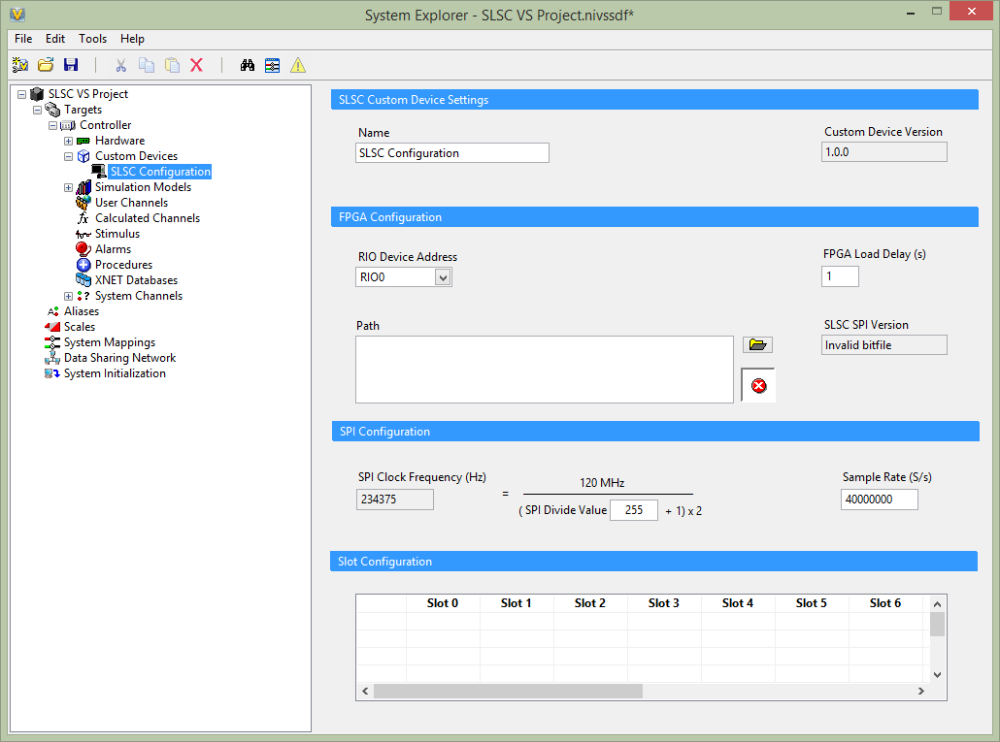 System Explorer - SLSC VS Project.nivssdf*
File Edit Tools Help
SLSC VS Project
Targets
Controller
Hardware
Custom Devices
SLSC Configuration
Simulation Models
User Channels
Calculated Channels
Stimulus
Alarms
Procedures
XNET Databases
System Channels
Aliases
Scales
System Mappings
Data Sharing Network
System Initialization
SLSC Custom Device Settings
Name
SLSC Configuration
Custom Device Version
1.0.0
FPGA Configuration
RIO Device Address
RIO0
FPGA Load Delay (s)
1
Path
SLSC SPI Version
Invalid bitfile
SPI Configuration
SPI Clock Frequency (Hz)
234375
=
120 MHz
( SPI Divide Value 255 + 1) x 2
Sample Rate (S/s)
40000000
Slot Configuration
Slot 0 Slot 1 Slot 2 Slot 3 Slot 4 Slot 5 Slot 6